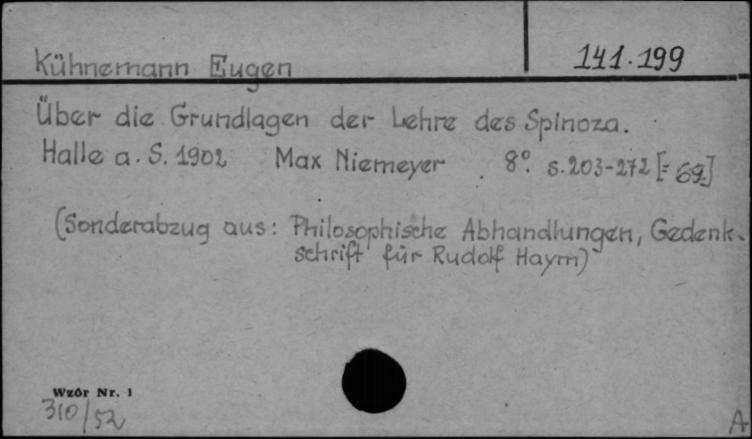 Kühnemann Eugen 141.199
Über die Grundlagen der Lehre des Spinoza.
Halle a. S. 1902 Max Niemeyer 8°. s. 203-272 [= 69.]
(Sonderabzug aus: Philosophische Abhandlungen, Gedenk-
schrift für Rudolf Haym)
Wzór Nr. 1
310/52
A